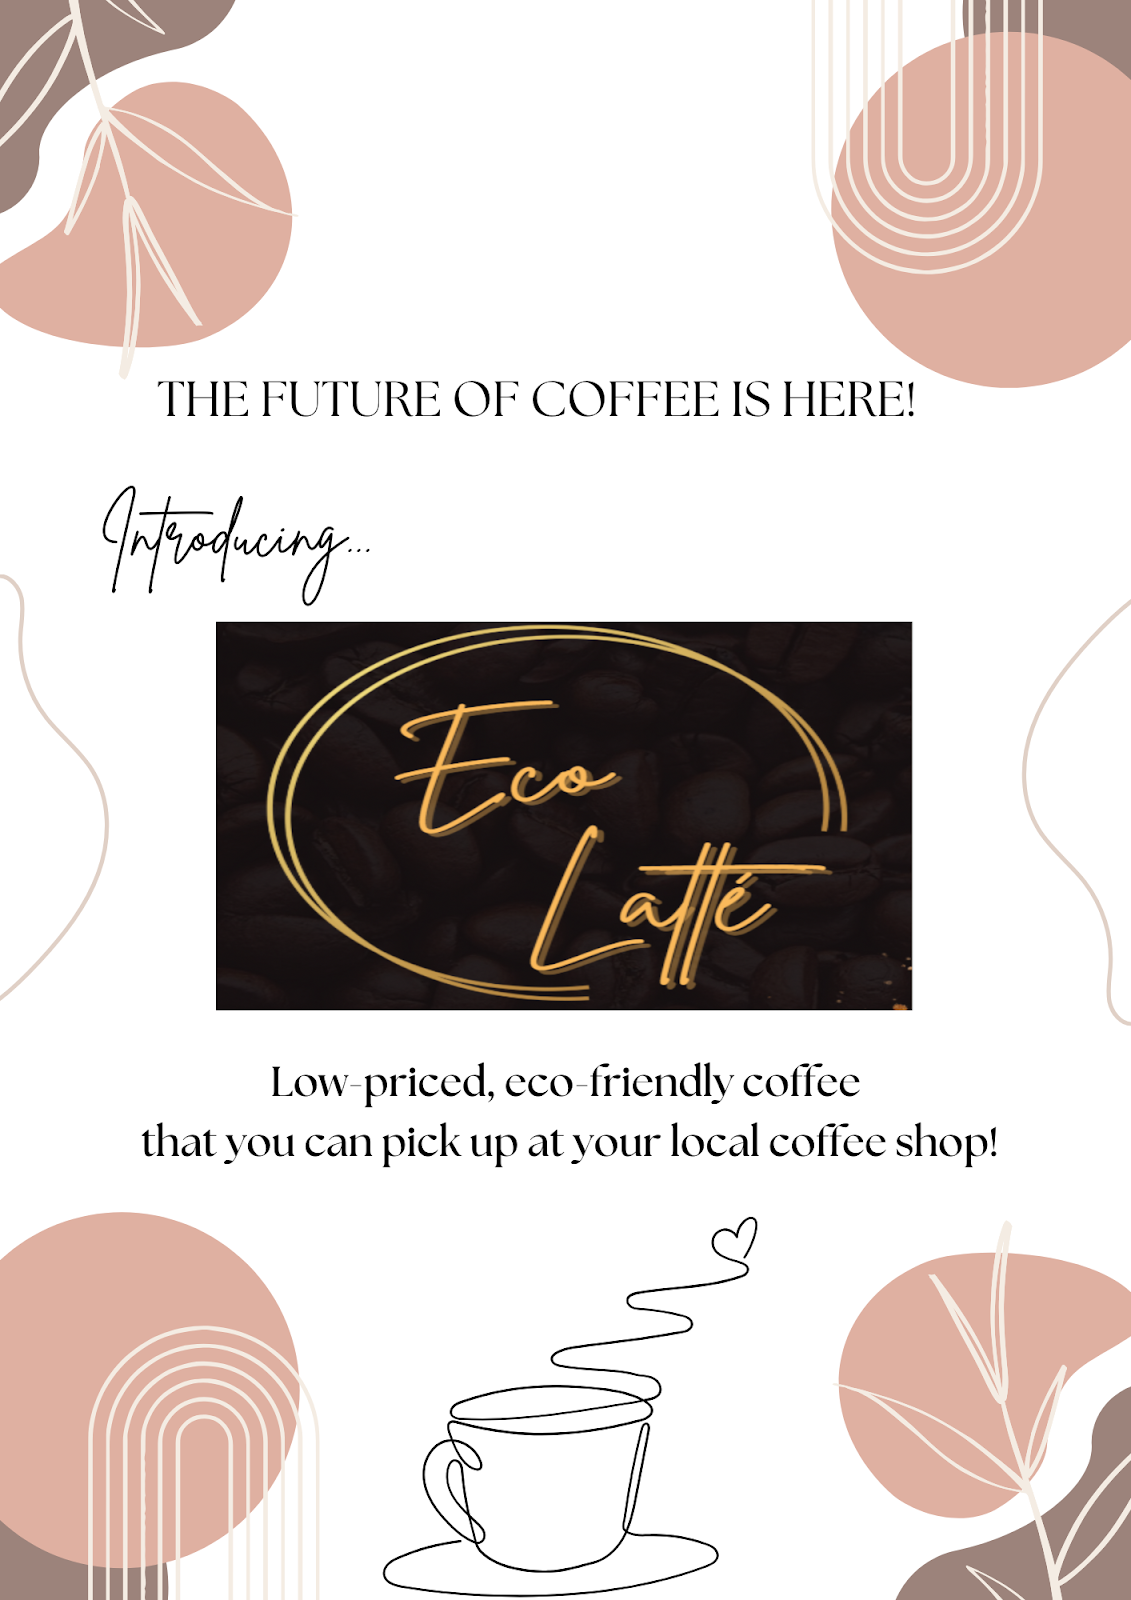 THE FUTURE OF COFFEE IS HERE!
Introducing...
Eco
Latté
Low-priced, eco-friendly coffee
that you can pick up at your local coffee shop!